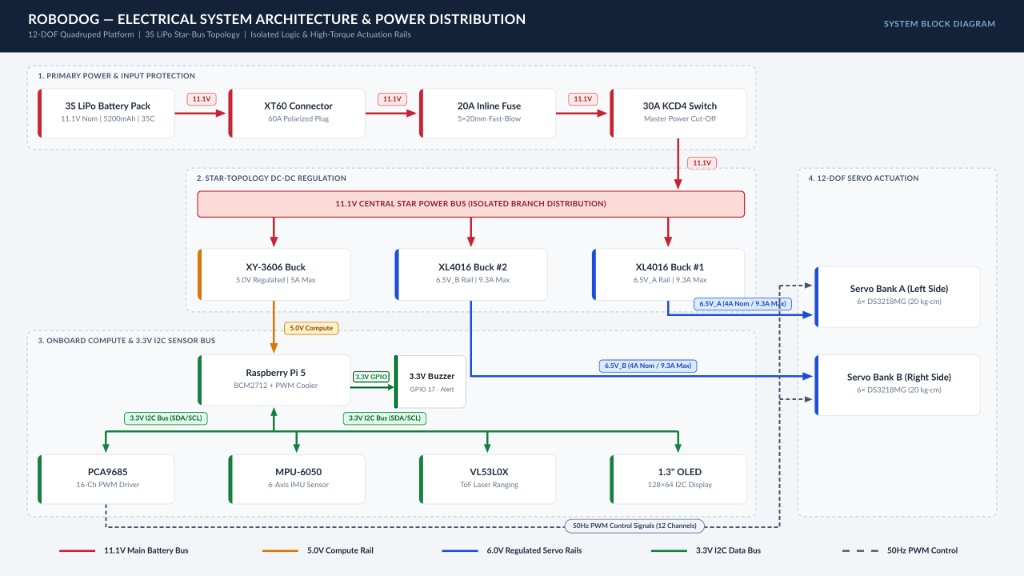 ROBODOG — ELECTRICAL SYSTEM ARCHITECTURE & POWER DISTRIBUTION
12-DOF Quadruped Platform | 3S LiPo Star-Bus Topology | Isolated Logic & High-Torque Actuation Rails
SYSTEM BLOCK DIAGRAM
1. PRIMARY POWER & INPUT PROTECTION
3S LiPo Battery Pack
11.1V Nom | 5200mAh | 35C
11.1V
XT60 Connector
60A Polarized Plug
11.1V
20A Inline Fuse
5×20mm Fast-Blow
11.1V
30A KCD4 Switch
Master Power Cut-Off
11.1V
2. STAR-TOPOLOGY DC-DC REGULATION
11.1V CENTRAL STAR POWER BUS (ISOLATED BRANCH DISTRIBUTION)
XY-3606 Buck
5.0V Regulated | 5A Max
XL4016 Buck #2
6.5V_B Rail | 9.3A Max
XL4016 Buck #1
6.5V_A Rail | 9.3A Max
6.5V_A (4A Nom / 9.3A Max)
4. 12-DOF SERVO ACTUATION
Servo Bank A (Left Side)
6× DS3218MG (20 kg·cm)
Servo Bank B (Right Side)
6× DS3218MG (20 kg·cm)
5.0V Compute
6.5V_B (4A Nom / 9.3A Max)
3. ONBOARD COMPUTE & 3.3V I2C SENSOR BUS
Raspberry Pi 5
BCM2712 + PWM Cooler
3.3V GPIO
3.3V Buzzer
GPIO 17 · Alert
3.3V I2C Bus (SDA/SCL)
3.3V I2C Bus (SDA/SCL)
PCA9685
16-Ch PWM Driver
MPU-6050
6-Axis IMU Sensor
VL53L0X
ToF Laser Ranging
1.3" OLED
128×64 I2C Display
50Hz PWM Control Signals (12 Channels)
11.1V Main Battery Bus
5.0V Compute Rail
6.0V Regulated Servo Rails
3.3V I2C Data Bus
50Hz PWM Control